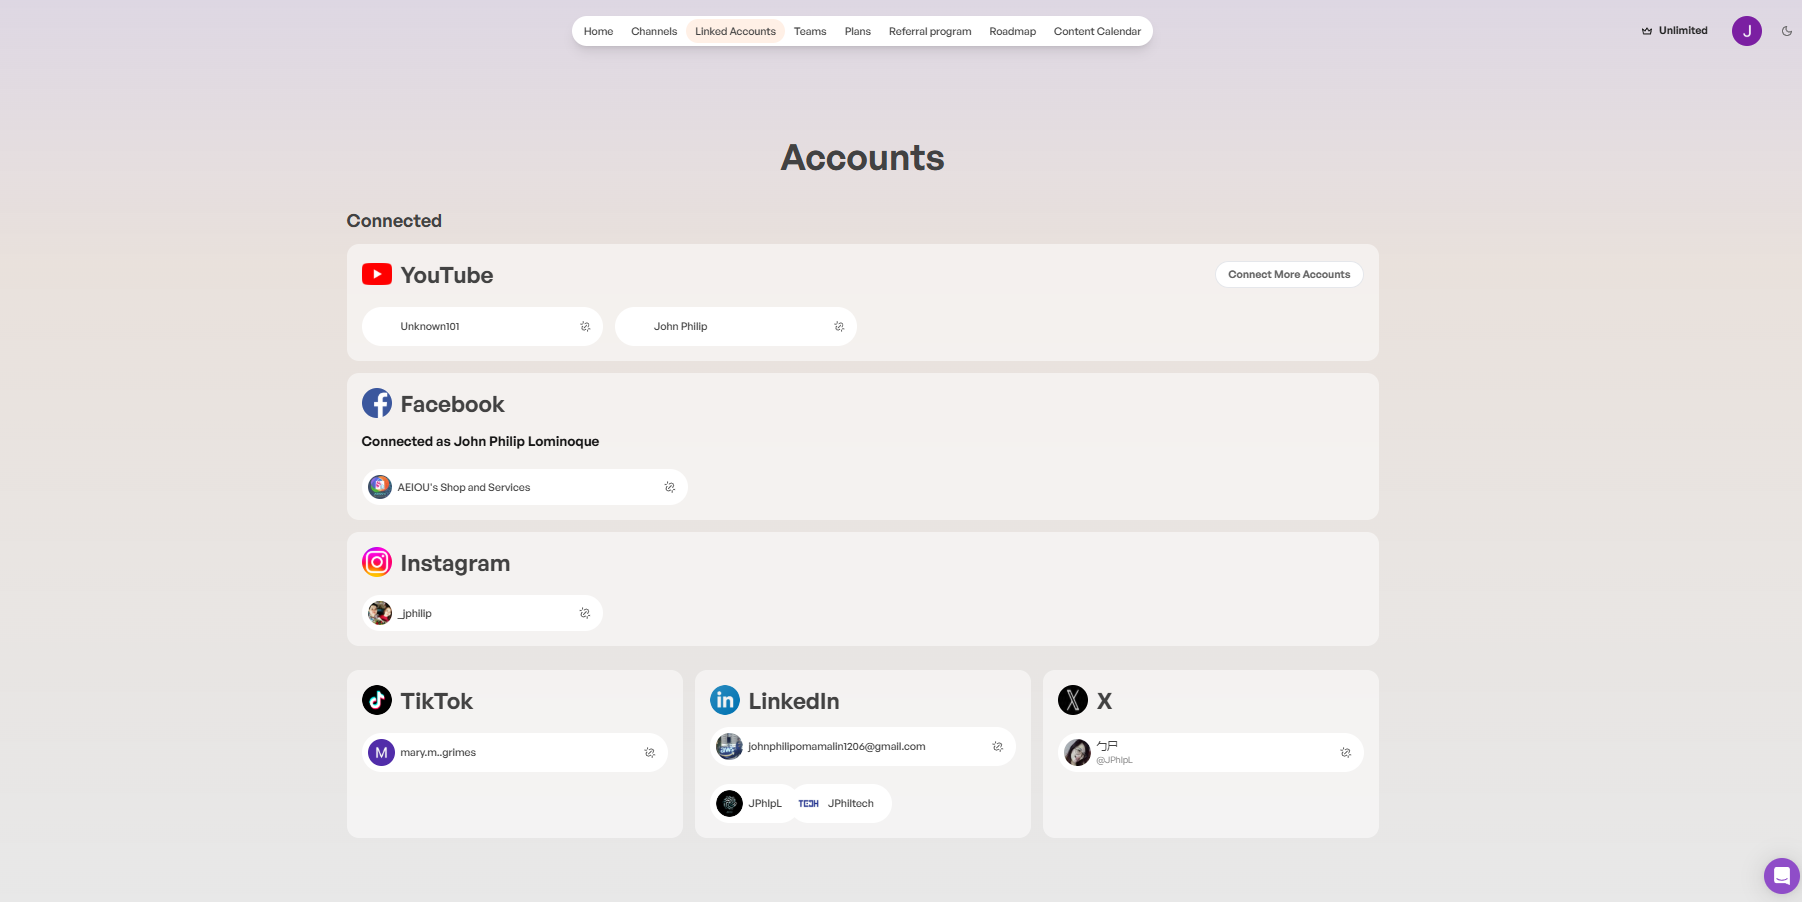 Home Channels Linked Accounts Teams Plans Referral program Roadmap Content Calendar
Unlimited
J
Accounts
Connected
YouTube
Connect More Accounts
Unknown101
John Philip
Facebook
Connected as John Philip Lominoque
AEIOU's Shop and Services
Instagram
_jphilip
TikTok
M mary.m..grimes
LinkedIn
johnphilipomamalin1206@gmail.com
JPhlpL
TECH JPhiltech
X
ㄅ尸
@JPhlpL